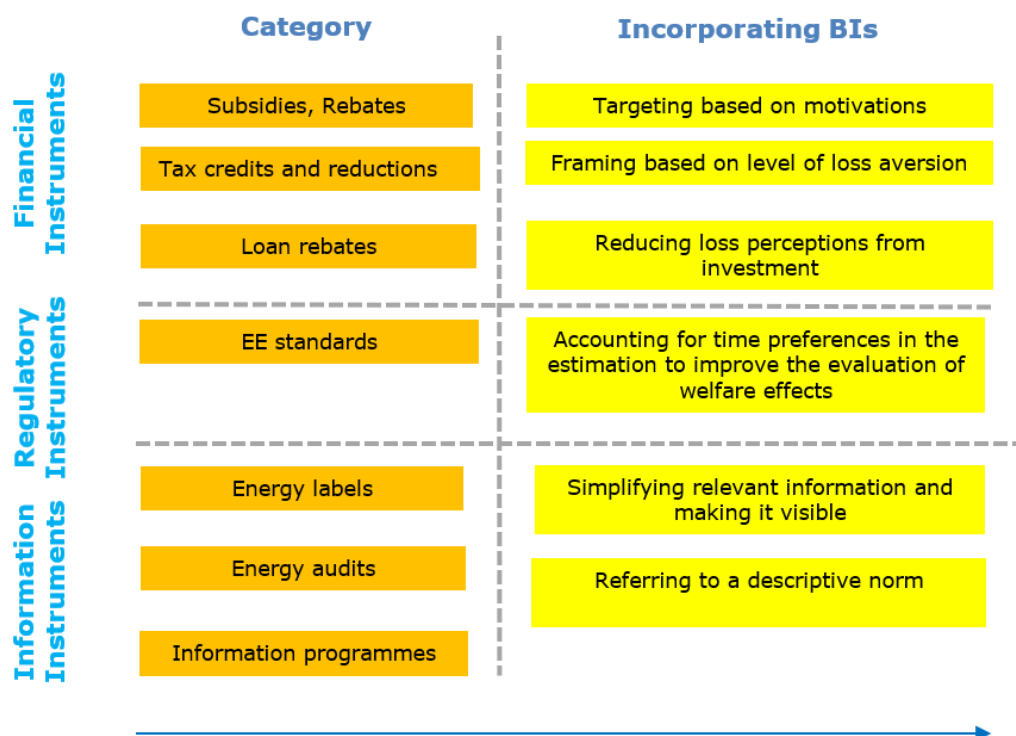 Category
Incorporating BIs
Financial
Instruments
Subsidies, Rebates
Targeting based on motivations
Tax credits and reductions
Framing based on level of loss aversion
Loan rebates
Reducing loss perceptions from
investment
Regulatory
Instruments
EE standards
Accounting for time preferences in the
estimation to improve the evaluation of
welfare effects
Information
Instruments
Energy labels
Simplifying relevant information and
making it visible
Energy audits
Referring to a descriptive norm
Information programmes